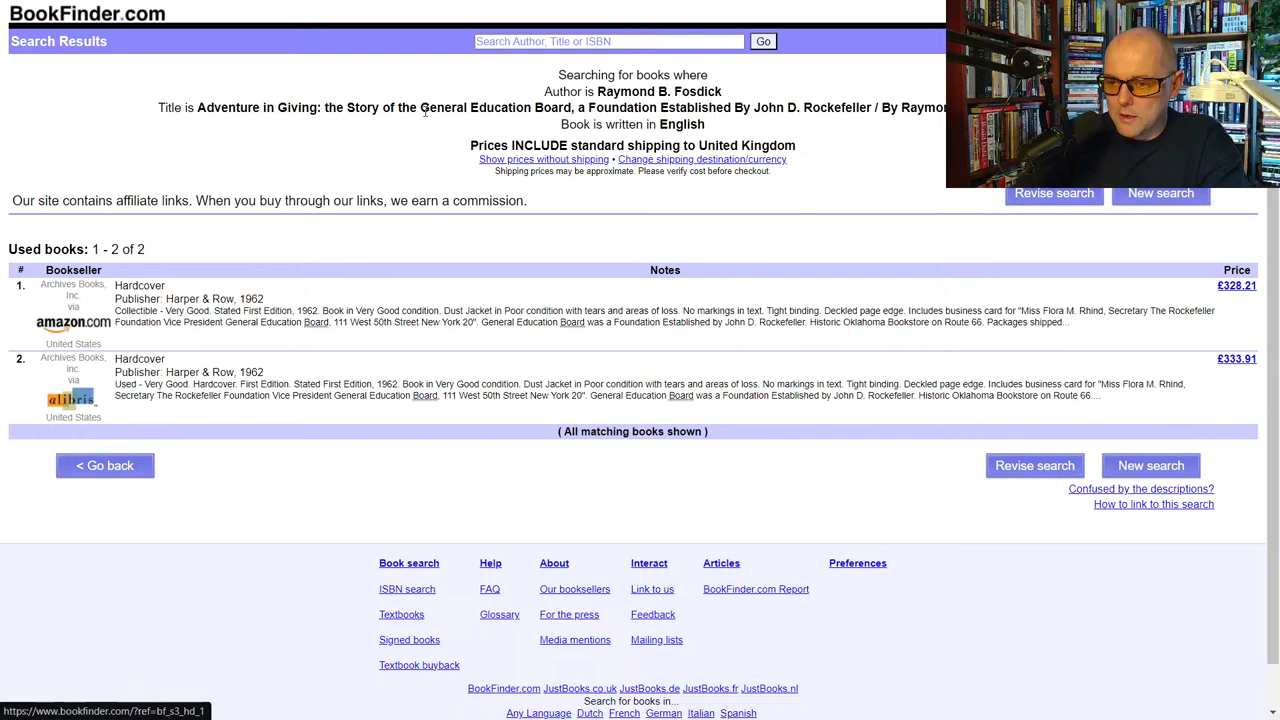 BookFinder.com
Search Results
Search Author, Title or ISBN
Go
Searching for books where
Author is Raymond B. Fosdick
Title is Adventure in Giving: the Story of the General Education Board, a Foundation Established By John D. Rockefeller / By
Book is written in English
Prices INCLUDE standard shipping to United Kingdom
Show prices without shipping • Change shipping destination/currency
Shipping prices may be approximate. Please verify cost before checkout.
Our site contains affiliate links. When you buy through our links, we earn a commission.
Revise search
New search
Used books: 1 - 2 of 2
# Bookseller Notes Price
1. Archives Books, Inc. via amazon.com United States
Hardcover
£328.21
Publisher: Harper & Row, 1962
Collectible - Very Good. Stated First Edition, 1962. Book in Very Good condition. Dust Jacket in Poor condition with tears and areas of loss. No markings in text. Tight binding. Deckled page edge. Includes business card for "Miss Flora M. Rhind, Secretary The Rockefeller
Foundation Vice President General Education Board, 111 West 50th Street New York 20". General Education Board was a Foundation Established by John D. Rockefeller. Historic Oklahoma Bookstore on Route 66. Packages shipped...
2. Archives Books, inc. via alibris United States
Hardcover
£333.91
Publisher: Harper & Row, 1962
Used - Very Good. Hardcover. First Edition. Stated First Edition, 1962. Book in Very Good condition. Dust Jacket in Poor condition with tears and areas of loss. No markings in text. Tight binding. Deckled page edge. Includes business card for "Miss Flora M. Rhind,
Secretary The Rockefeller Foundation Vice President General Education Board, 111 West 50th Street New York 20". General Education Board was a Foundation Established by John D. Rockefeller. Historic Oklahoma Bookstore on Route 66....
( All matching books shown )
< Go back
Revise search
New search
Confused by the descriptions?
How to link to this search
Book search Help About Interact Articles Preferences
ISBN search FAQ Our booksellers Link to us BookFinder.com Report
Textbooks Glossary For the press Feedback
Signed books Media mentions Mailing lists
Textbook buyback
BookFinder.com JustBooks.co.uk JustBooks.de JustBooks.fr JustBooks.nl
Search for books in...
Any Language Dutch French German Italian Spanish
https://www.bookfinder.com/?ref=bf_s3_hd_1